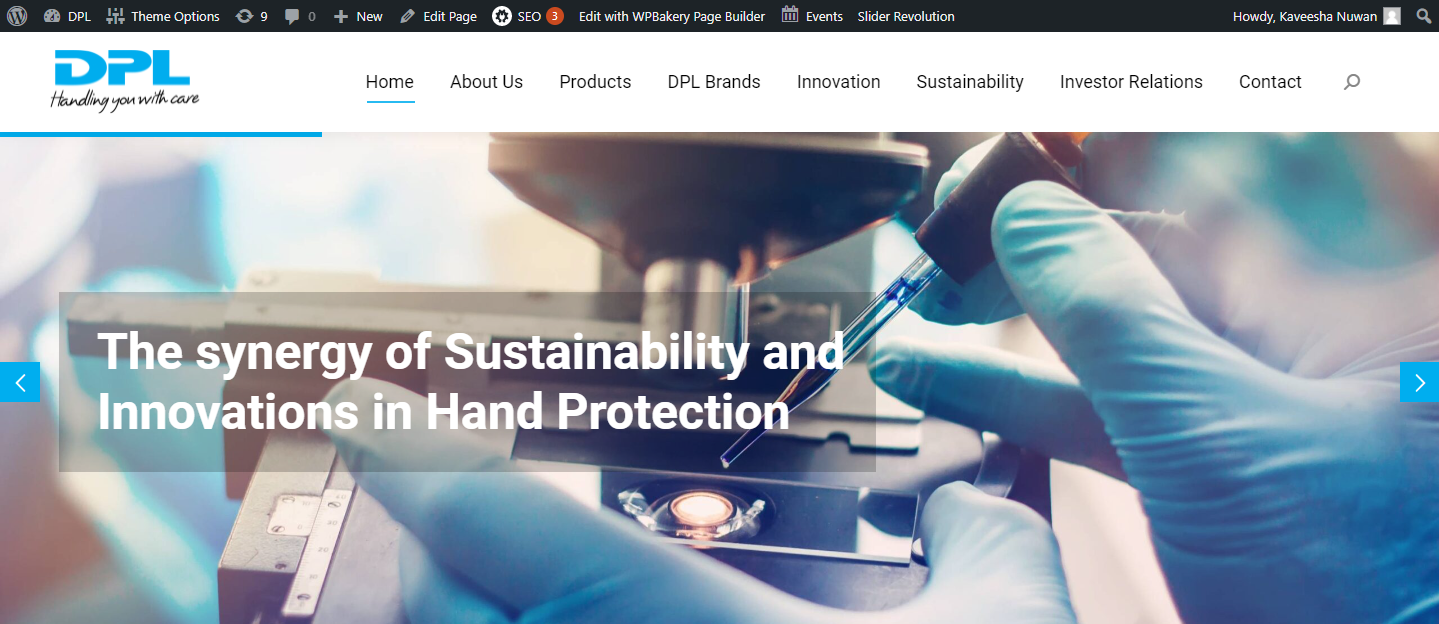 DPL Theme Options 9 0 New Edit Page SEO 3 Edit with WPBakery Page Builder Events Slider Revolution Howdy, Kaveesha Nuwan
DPL
Handling you with care
Home About Us Products DPL Brands Innovation Sustainability Investor Relations Contact
The synergy of Sustainability and
Innovations in Hand Protection